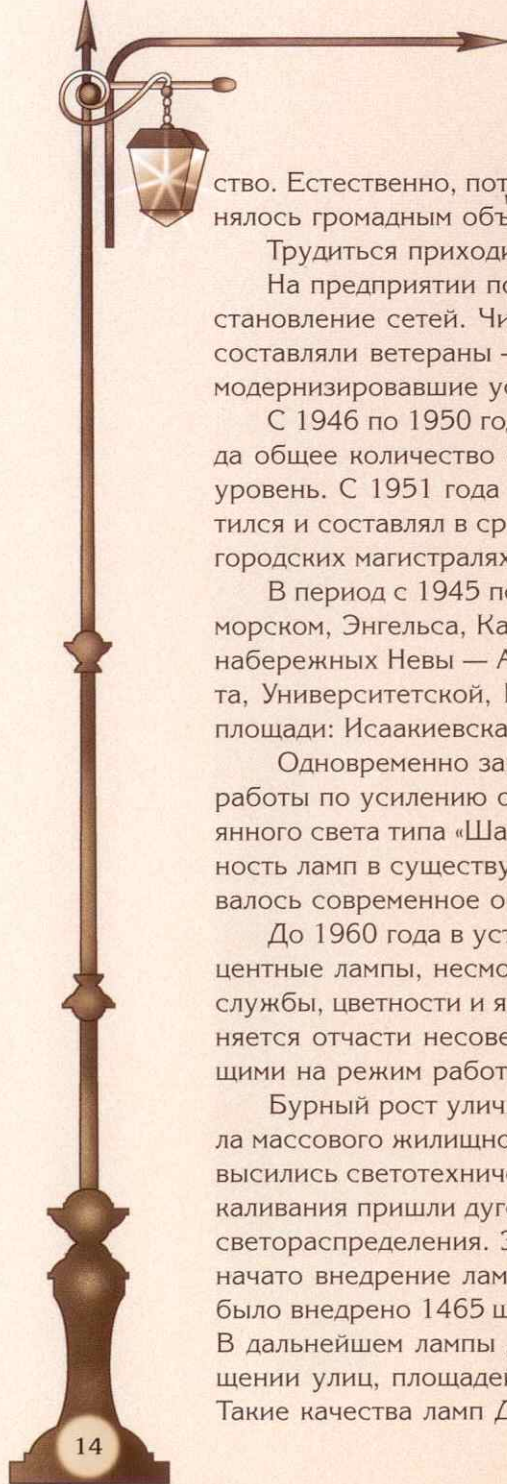 ство. Естественно, пот
нялось громадным объ
Трудиться приходи
На предприятии по
становление сетей. Чи
составляли ветераны –
модернизировавшие ус
С 1946 по 1950 го
да общее количество
уровень. С 1951 года
тился и составлял в ср
городских магистралях
В период с 1945 по
морском, Энгельса, Ка
набережных Невы — А
та, Университетской,
площади: Исаакиевска
Одновременно за
работы по усилению о
янного света типа «Ша
ность ламп в существу
валось современное о
До 1960 года в уст
центные лампы, несмо
службы, цветности и я
няется отчасти несове
щими на режим работ
Бурный рост улич
ла массового жилищно
высились светотехниче
каливания пришли дуго
светораспределения. З
начато внедрение лам
было внедрено 1465 ш
В дальнейшем лампы
щении улиц, площадей
Такие качества ламп Д
14